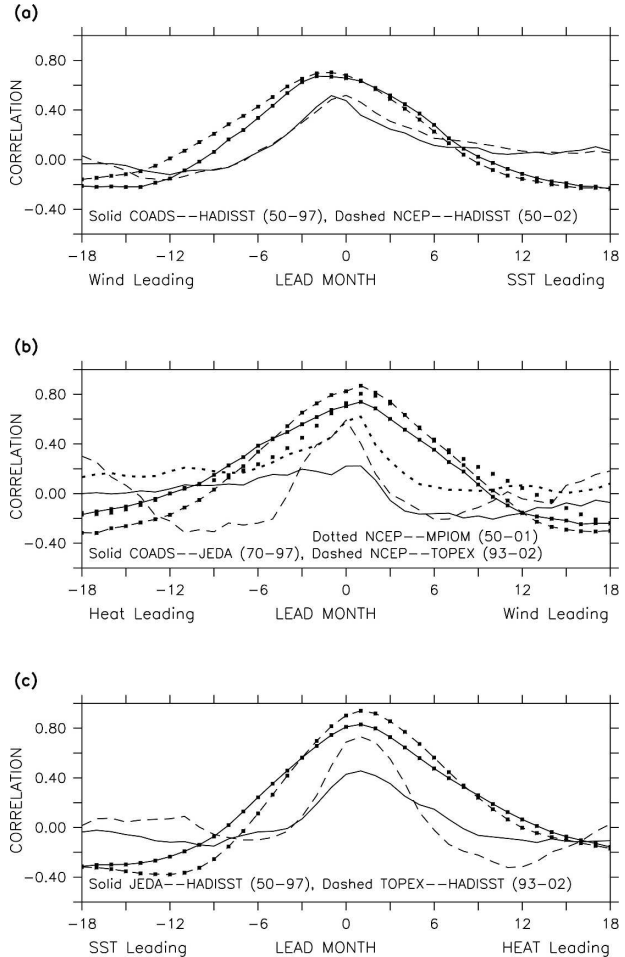 (a)
CORRELATION
0.80
0.40
0.00
-0.40
Solid COADS--HADISST (50-97), Dashed NCEP--HADISST (50-02)
-18 -12 -6 0 6 12 18
Wind Leading LEAD MONTH SST Leading
(b)
CORRELATION
0.80
0.40
0.00
-0.40
Dotted NCEP--MPIOM (50-01)
Solid COADS--JEDA (70-97), Dashed NCEP--TOPEX (93-02)
-18 -12 -6 0 6 12 18
Heat Leading LEAD MONTH Wind Leading
(c)
CORRELATION
0.80
0.40
0.00
-0.40
Solid JEDA--HADISST (50-97), Dashed TOPEX--HADISST (93-02)
-18 -12 -6 0 6 12 18
SST Leading LEAD MONTH HEAT Leading